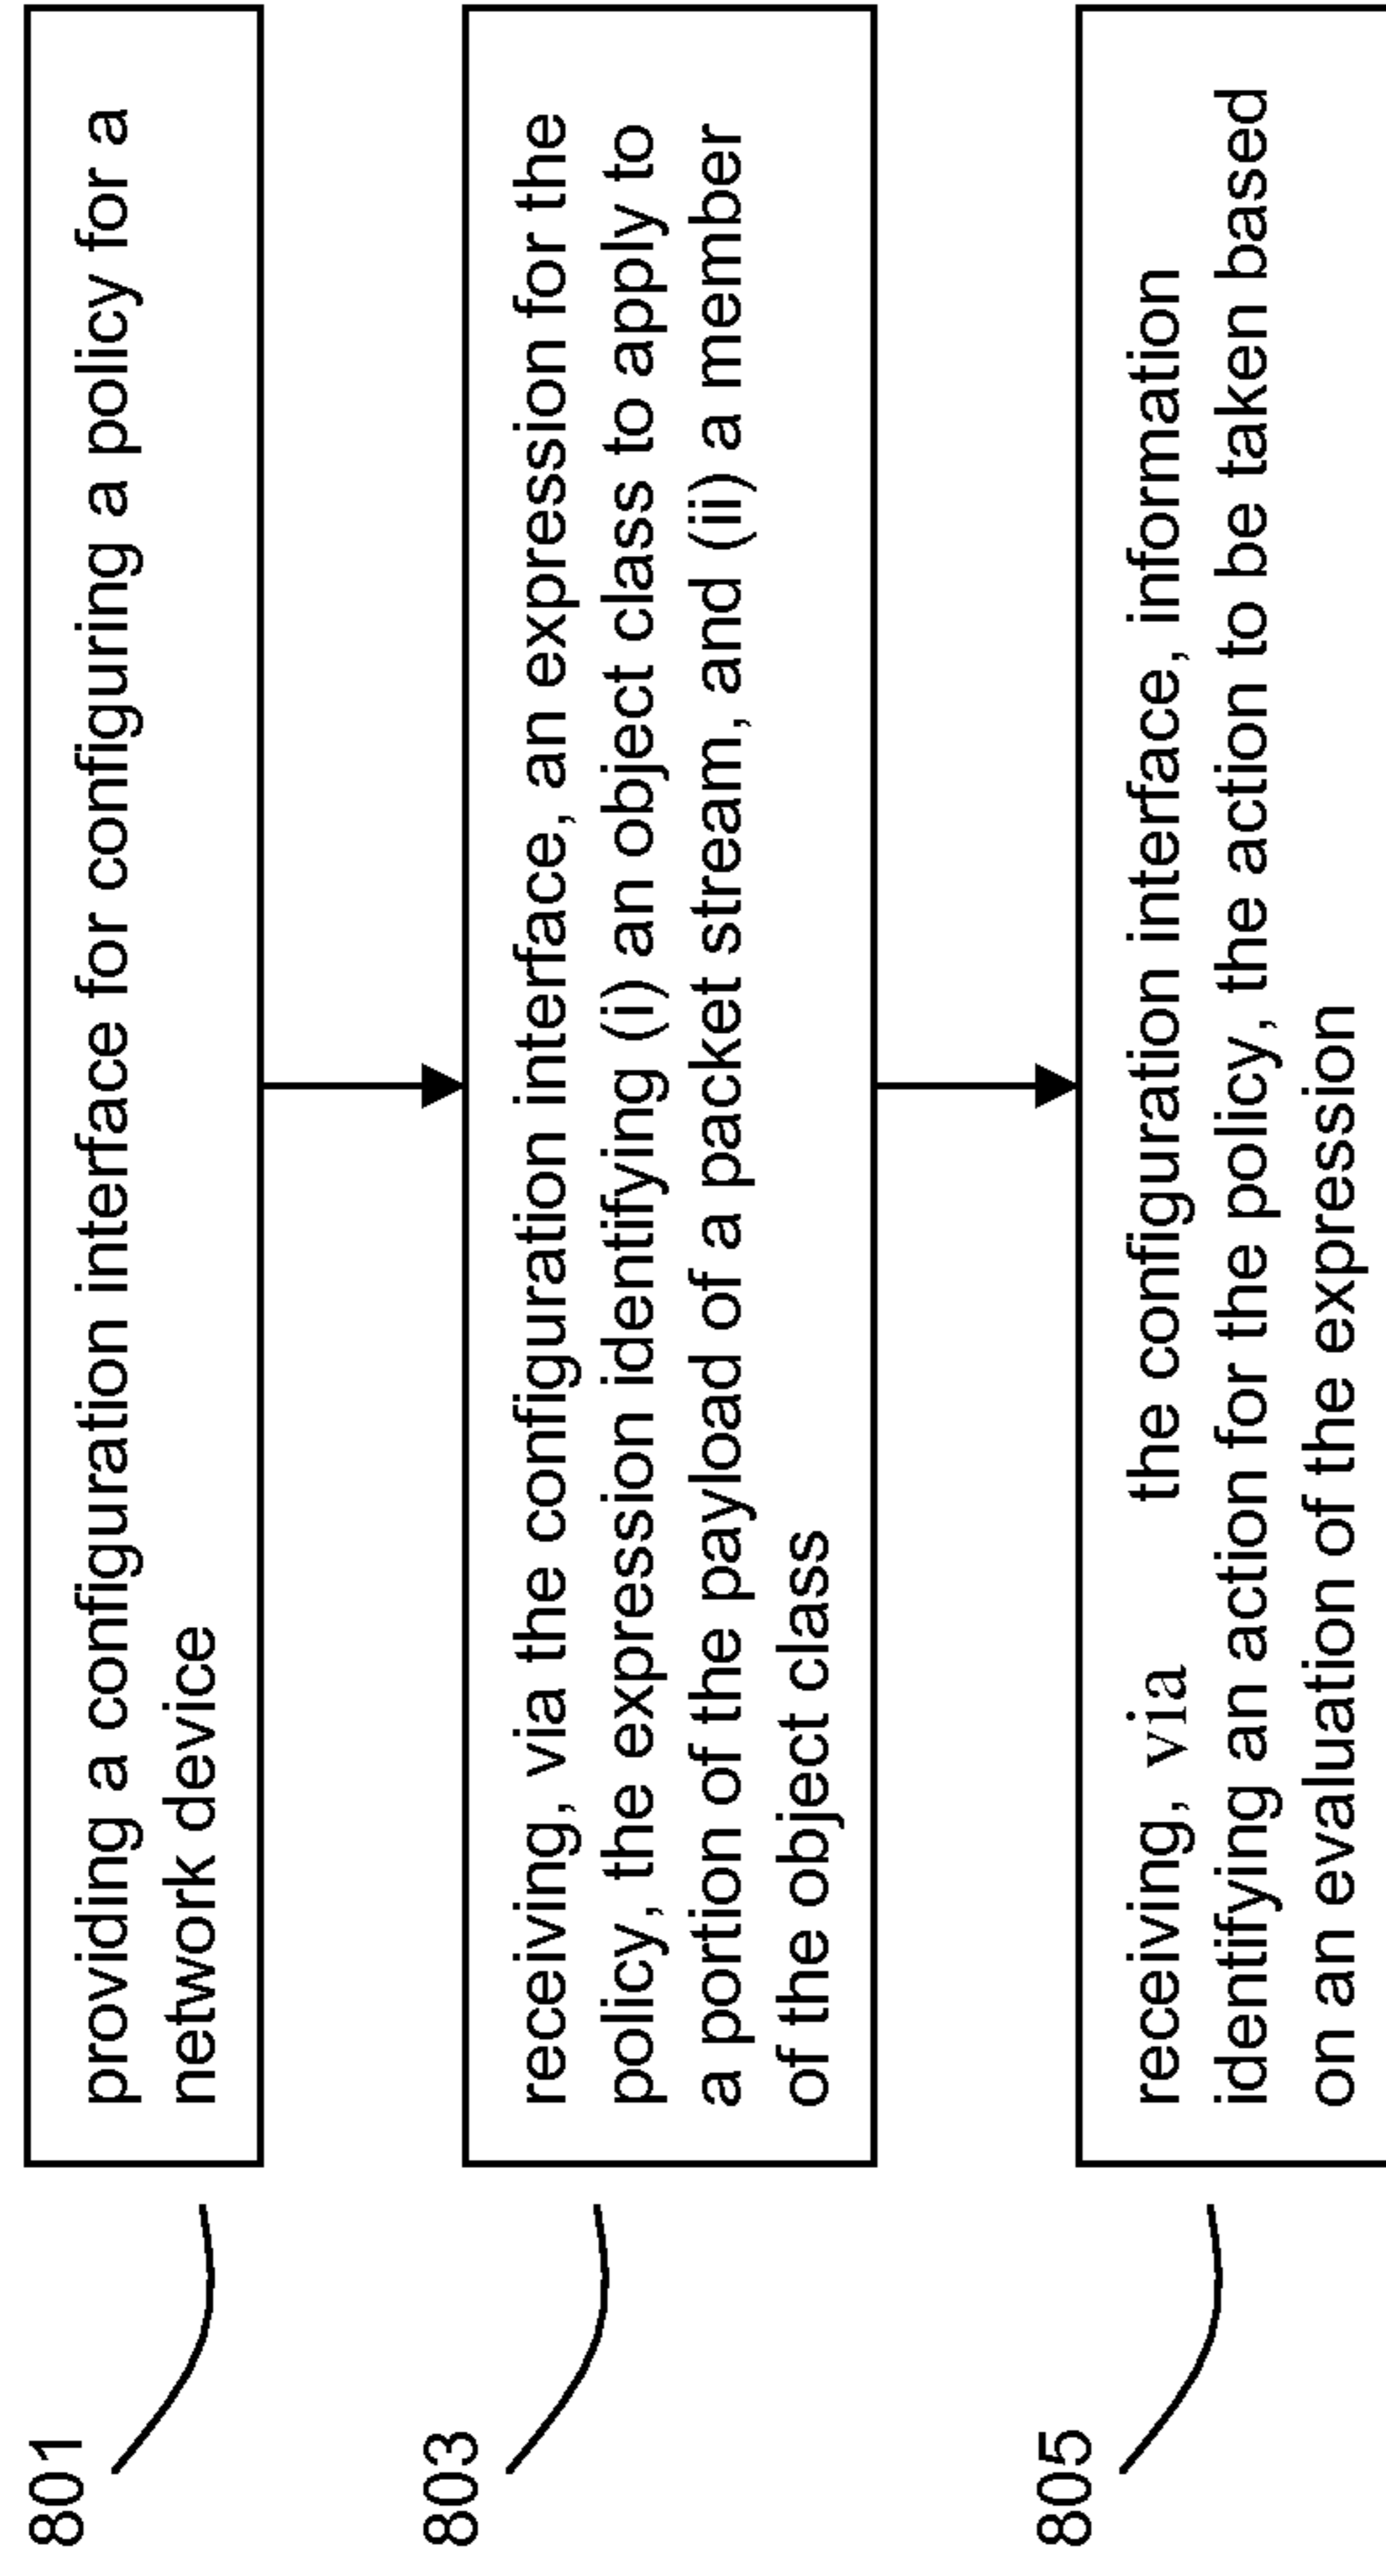 801
providing a configuration interface for configuring a policy for a
network device
803
receiving, via the configuration interface, an expression for the
policy, the expression identifying (i) an object class to apply to
a portion of the payload of a packet stream, and (ii) a member
of the object class
805
receiving, via the configuration interface, information
identifying an action for the policy, the action to be taken based
on an evaluation of the expression